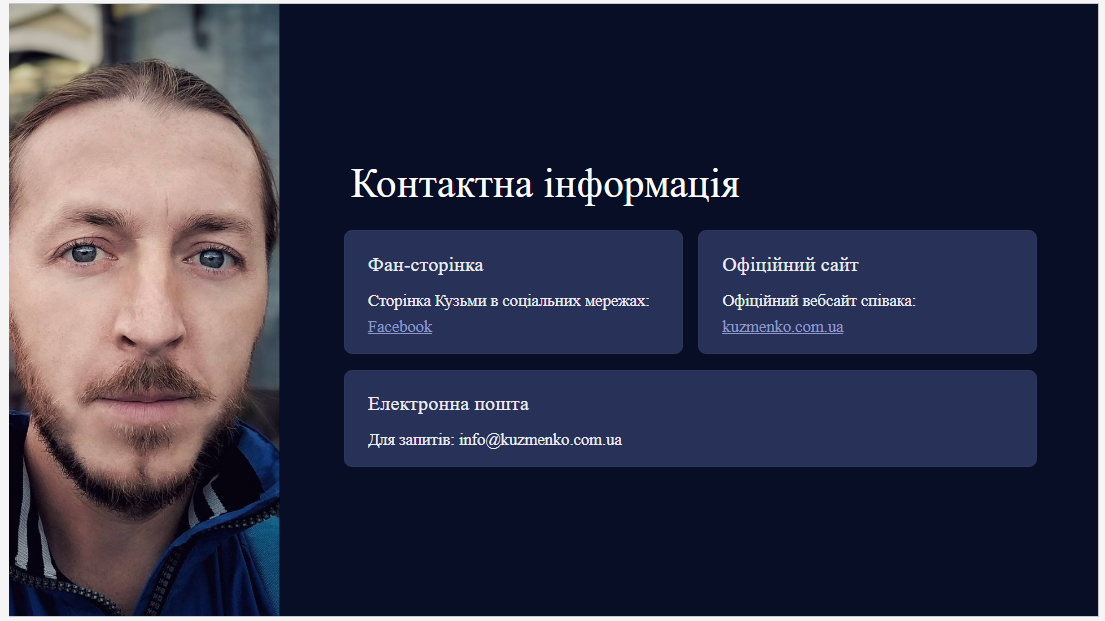 Контактна інформація
Фан-сторінка
Сторінка Кузьми в соціальних мережах:
Facebook
Офіційний сайт
Офіційний вебсайт співака:
kuzmenko.com.ua
Електронна пошта
Для запитів: info@kuzmenko.com.ua